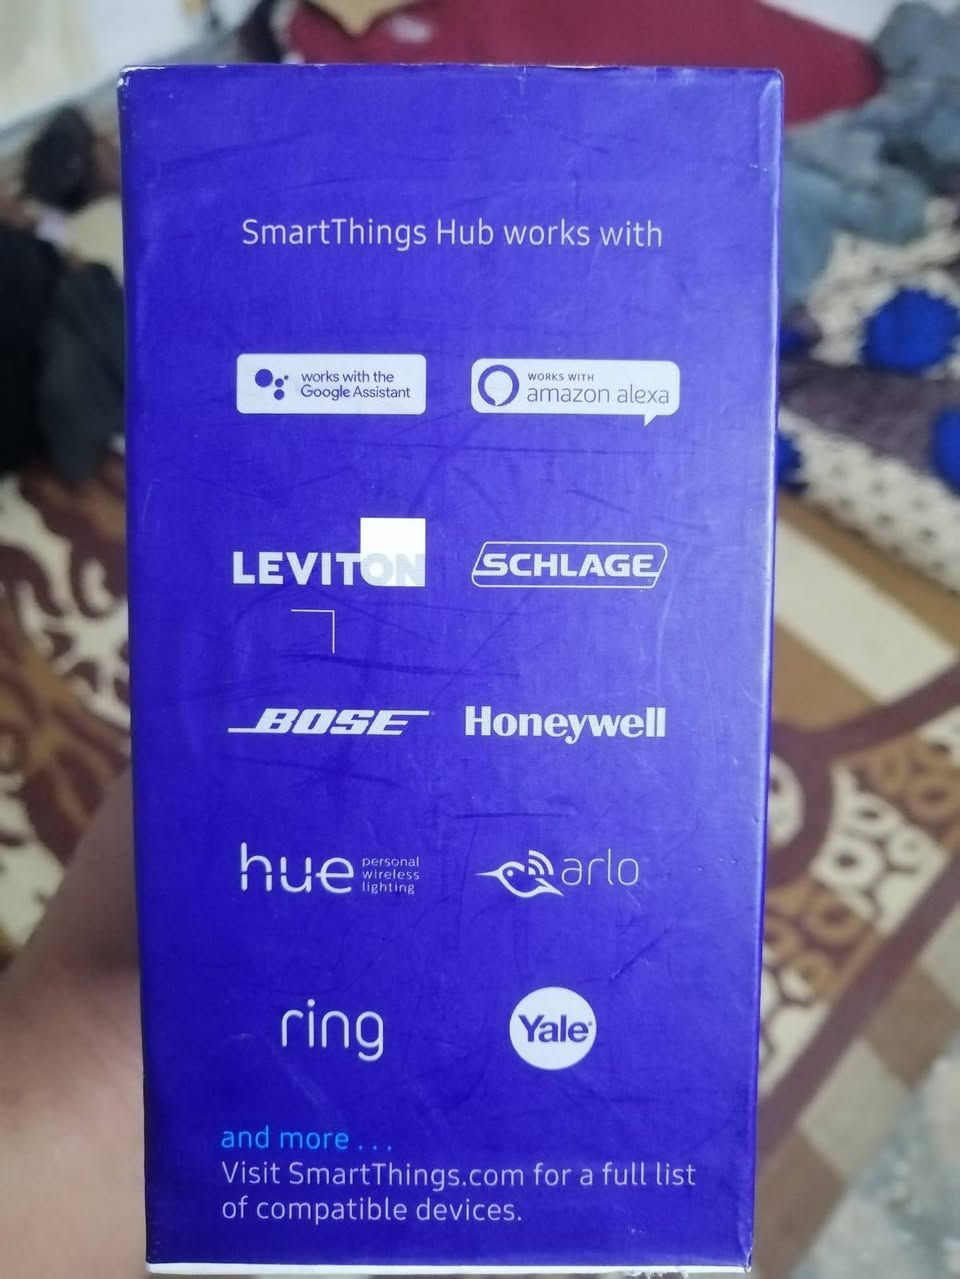 SmartThings Hub works with
works with the
Google Assistant
WORKS WITH
amazon alexa
LEVITON
SCHLAGE
BOSE
Honeywell
hue
personal
wireless
lighting
arlo
ring
Yale
and more . . .
Visit SmartThings.com for a full list
of compatible devices.